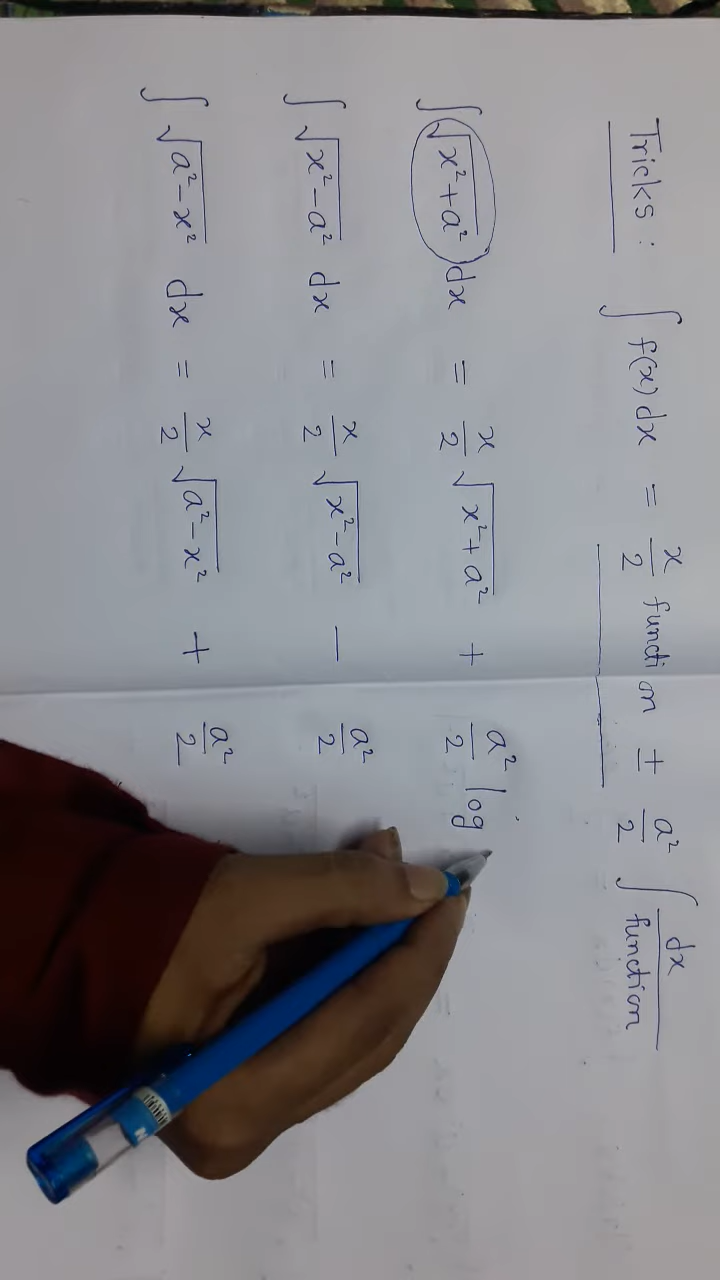 Tricks : ∫ f(x) dx = x/2 function ± a²/2 ∫ dx/function
∫ √(x²+a²) dx = x/2 √(x²+a²) + a²/2 log
∫ √(x²-a²) dx = x/2 √(x²-a²) - a²/2
∫ √(a²-x²) dx = x/2 √(a²-x²) + a²/2